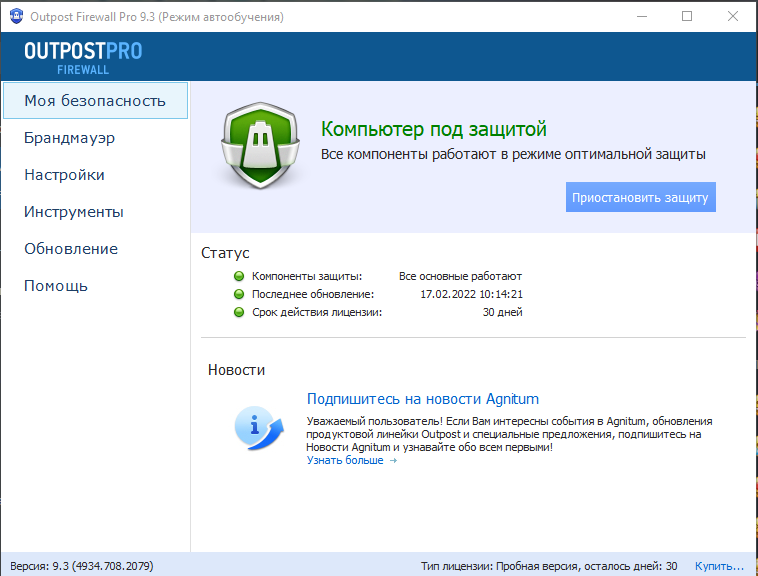 Outpost Firewall Pro 9.3 (Режим автообучения)
OUTPOSTPRO
FIREWALL
Моя безопасность
Брандмауэр
Настройки
Инструменты
Обновление
Помощь
Компьютер под защитой
Все компоненты работают в режиме оптимальной защиты
Приостановить защиту
Статус
Компоненты защиты: Все основные работают
Последнее обновление: 17.02.2022 10:14:21
Срок действия лицензии: 30 дней
Новости
Подпишитесь на новости Agnitum
Уважаемый пользователь! Если Вам интересны события в Agnitum, обновления
продуктовой линейки Outpost и специальные предложения, подпишитесь на
Новости Agnitum и узнавайте обо всем первыми!
Узнать больше →
Версия: 9.3 (4934.708.2079) Тип лицензии: Пробная версия, осталось дней: 30 Купить...